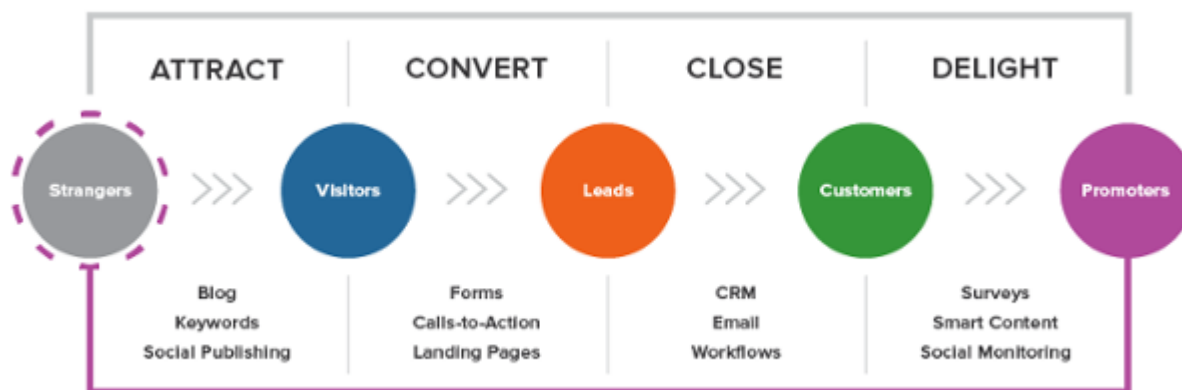 ATTRACT CONVERT CLOSE DELIGHT
Strangers Visitors Leads Customers Promoters
Blog Forms CRM Surveys
Keywords Calls-to-Action Email Smart Content
Social Publishing Landing Pages Workflows Social Monitoring